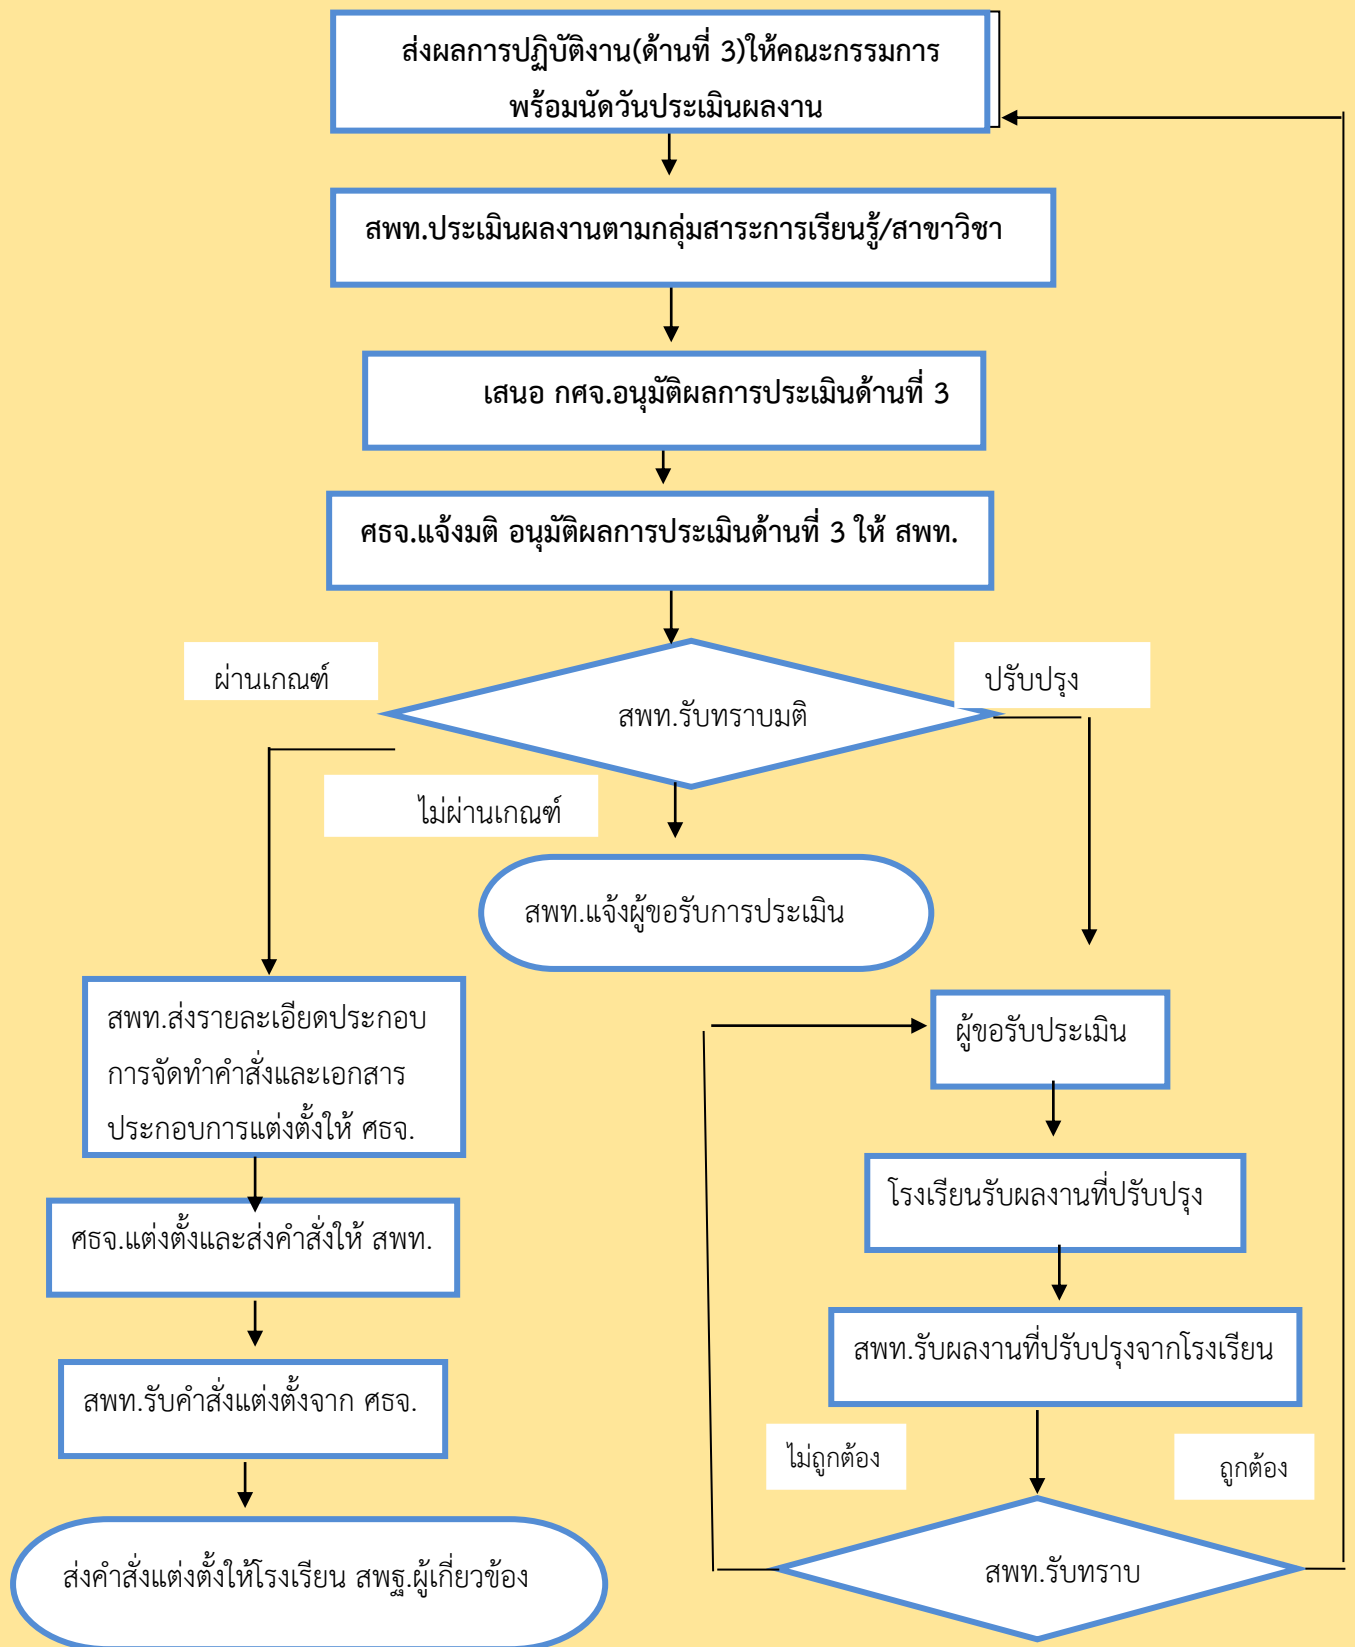 ส่งผลการปฏิบัติงาน(ด้านที่ 3)ให้คณะกรรมการ
พร้อมนัดวันประเมินผลงาน
สพท.ประเมินผลงานตามกลุ่มสาระการเรียนรู้/สาขาวิชา
เสนอ กศจ.อนุมัติผลการประเมินด้านที่ 3
ศธจ.แจ้งมติ อนุมัติผลการประเมินด้านที่ 3 ให้ สพท.
ผ่านเกณฑ์
ปรับปรุง
สพท.รับทราบมติ
ไม่ผ่านเกณฑ์
สพท.แจ้งผู้ขอรับการประเมิน
สพท.ส่งรายละเอียดประกอบ
การจัดทำคำสั่งและเอกสาร
ประกอบการแต่งตั้งให้ ศธจ.
ศธจ.แต่งตั้งและส่งคำสั่งให้ สพท.
สพท.รับคำสั่งแต่งตั้งจาก ศธจ.
ส่งคำสั่งแต่งตั้งให้โรงเรียน สพฐ.ผู้เกี่ยวข้อง
ผู้ขอรับประเมิน
โรงเรียนรับผลงานที่ปรับปรุง
สพท.รับผลงานที่ปรับปรุงจากโรงเรียน
ไม่ถูกต้อง
ถูกต้อง
สพท.รับทราบ